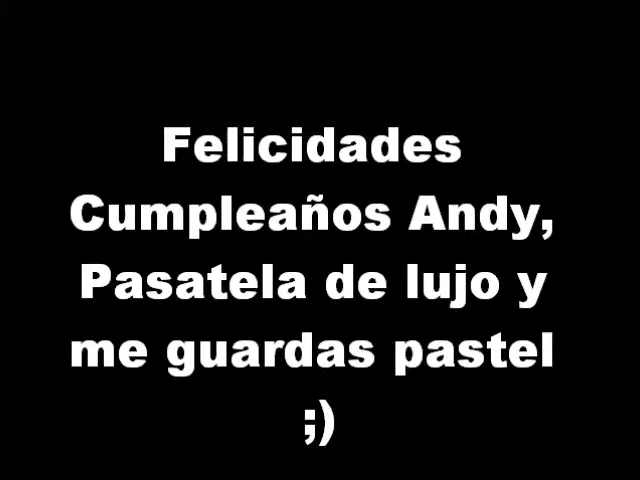 Felicidades
Cumpleaños Andy,
Pasatela de lujo y
me guardas pastel
;)